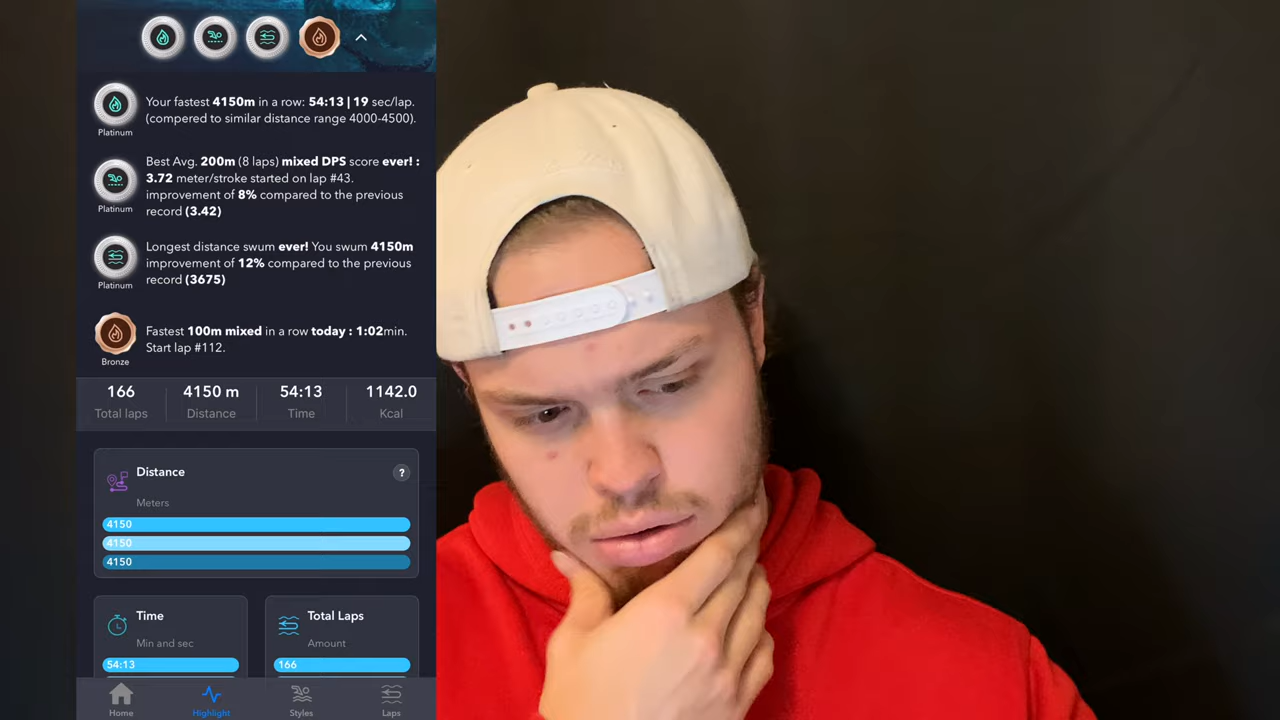 Your fastest 4150m in a row: 54:13 | 19 sec/lap.
(compered to similar distance range 4000-4500).
Platinum
Best Avg. 200m (8 laps) mixed DPS score ever! :
3.72 meter/stroke started on lap #43.
improvement of 8% compared to the previous
record (3.42)
Platinum
Longest distance swum ever! You swum 4150m
improvement of 12% compared to the previous
record (3675)
Platinum
Fastest 100m mixed in a row today : 1:02min.
Start lap #112.
Bronze
166 4150 m 54:13 1142.0
Total laps Distance Time Kcal
Distance ?
Meters
4150
4150
4150
Time Total Laps
Min and sec Amount
54:13 166
Home Highlight Styles Laps